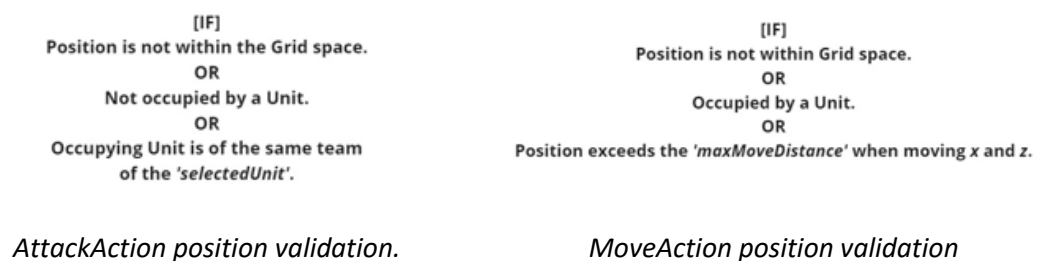 [IF]
Position is not within the Grid space.
OR
Not occupied by a Unit.
OR
Occupying Unit is of the same team
of the 'selectedUnit'.
AttackAction position validation.
[IF]
Position is not within Grid space.
OR
Occupied by a Unit.
OR
Position exceeds the 'maxMoveDistance' when moving x and z.
MoveAction position validation